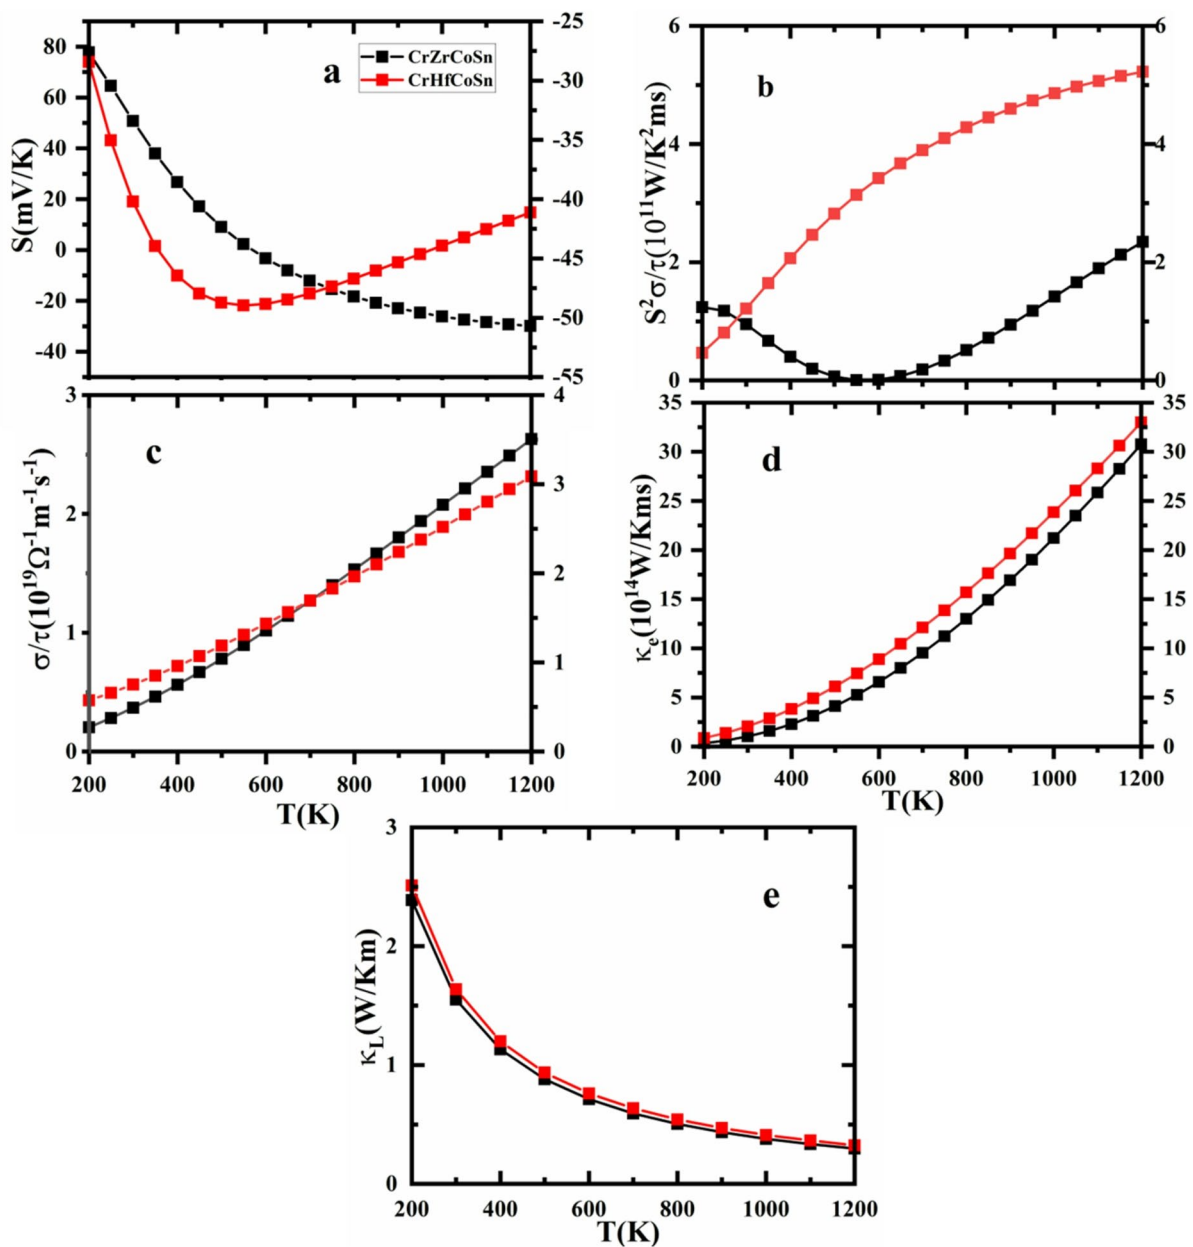 a
CrZrCoSn
CrHfCoSn
S(mV/K)
80
60
40
20
0
-20
-40
-25
-30
-35
-40
-45
-50
-55
b
S²σ/τ(10¹¹W/K²ms)
6
4
2
0
6
4
2
0
c
σ/τ(10¹⁹Ω⁻¹m⁻¹s⁻¹)
3
2
1
0
4
3
2
1
0
200 400 600 800 1000 1200
T(K)
d
κₑ(10¹⁴W/Kms)
35
30
25
20
15
10
5
0
35
30
25
20
15
10
5
0
200 400 600 800 1000 1200
T(K)
e
κ_L(W/Km)
3
2
1
0
200 400 600 800 1000 1200
T(K)